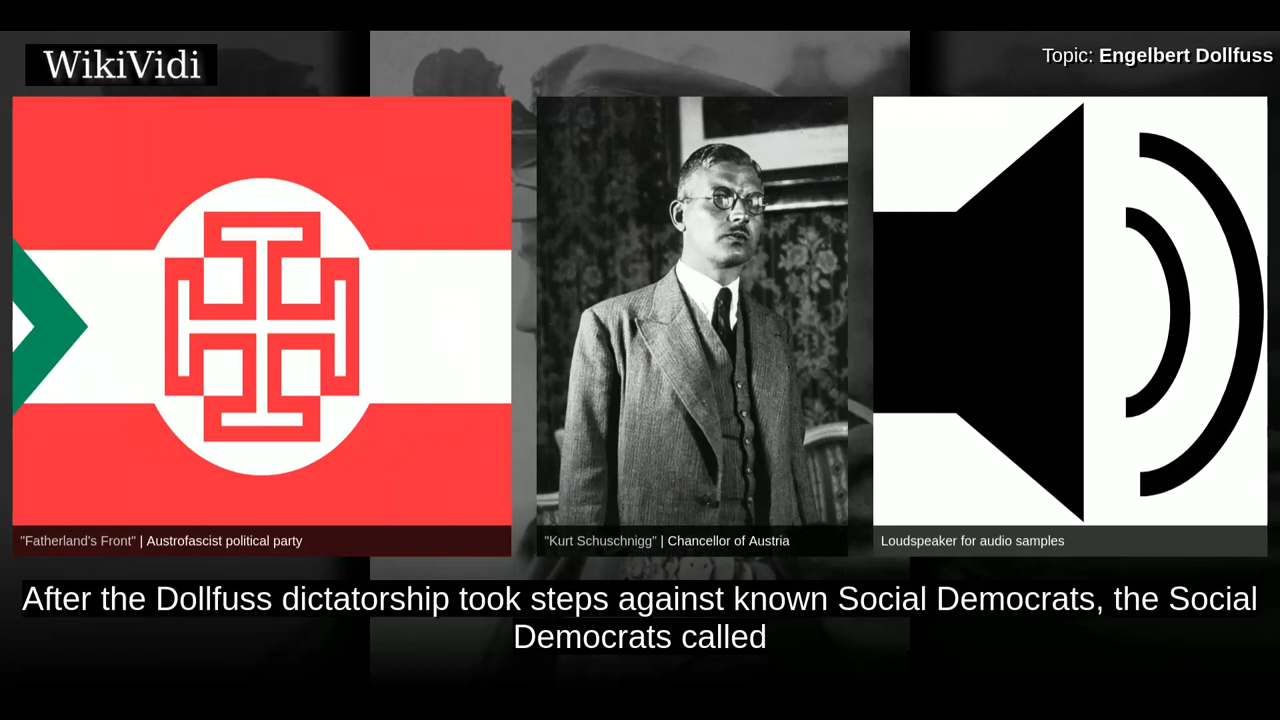 WikiVidi
Topic: Engelbert Dollfuss
"Fatherland's Front" | Austrofascist political party
"Kurt Schuschnigg" | Chancellor of Austria
Loudspeaker for audio samples
After the Dollfuss dictatorship took steps against known Social Democrats, the Social
Democrats called